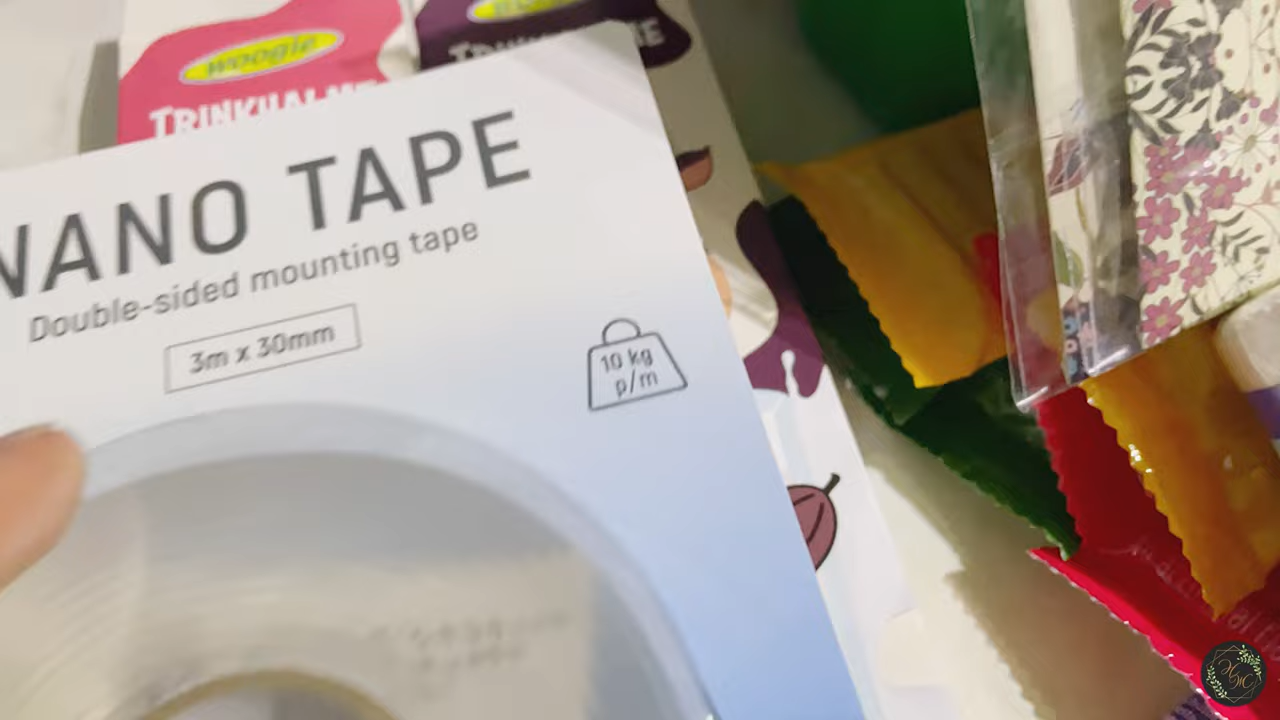 woogie
TRINKHALME
NANO TAPE
Double-sided mounting tape
3m x 30mm
10 kg
p/m